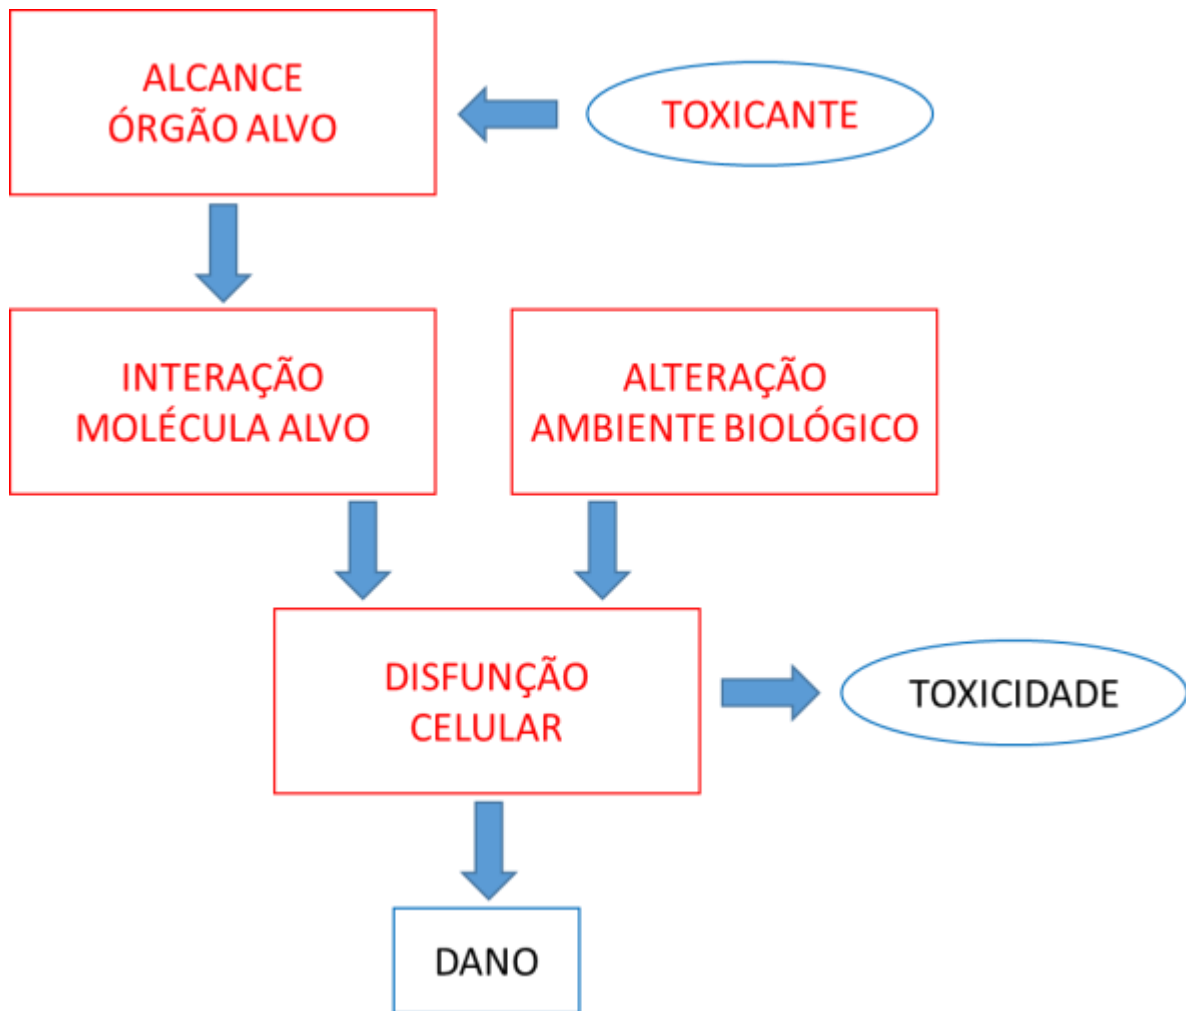 ALCANCE
ÓRGÃO ALVO
TOXICANTE
INTERAÇÃO
MOLÉCULA ALVO
ALTERAÇÃO
AMBIENTE BIOLÓGICO
DISFUNÇÃO
CELULAR
TOXICIDADE
DANO